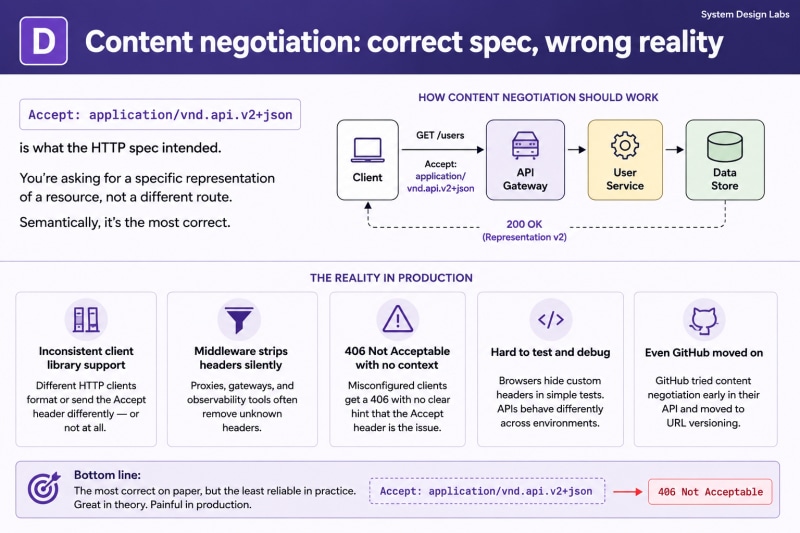 System Design Labs
D
Content negotiation: correct spec, wrong reality
Accept: application/vnd.api.v2+json
is what the HTTP spec intended.
You're asking for a specific representation
of a resource, not a different route.
Semantically, it's the most correct.
HOW CONTENT NEGOTIATION SHOULD WORK
Client
GET /users
Accept:
application/
vnd.api.v2+json
API
Gateway
User
Service
Data
Store
200 OK
(Representation v2)
THE REALITY IN PRODUCTION
Inconsistent client
library support
Different HTTP clients
format or send the Accept
header differently — or
not at all.
Middleware strips
headers silently
Proxies, gateways, and
observability tools often
remove unknown
headers.
406 Not Acceptable
with no context
Misconfigured clients
get a 406 with no clear
hint that the Accept
header is the issue.
</>
Hard to test and debug
Browsers hide custom
headers in simple tests.
APIs behave differently
across environments.
Even GitHub moved on
GitHub tried content
negotiation early in their
API and moved to
URL versioning.
Bottom line:
The most correct on paper, but the least reliable in practice.
Great in theory. Painful in production.
Accept: application/vnd.api.v2+json
406 Not Acceptable